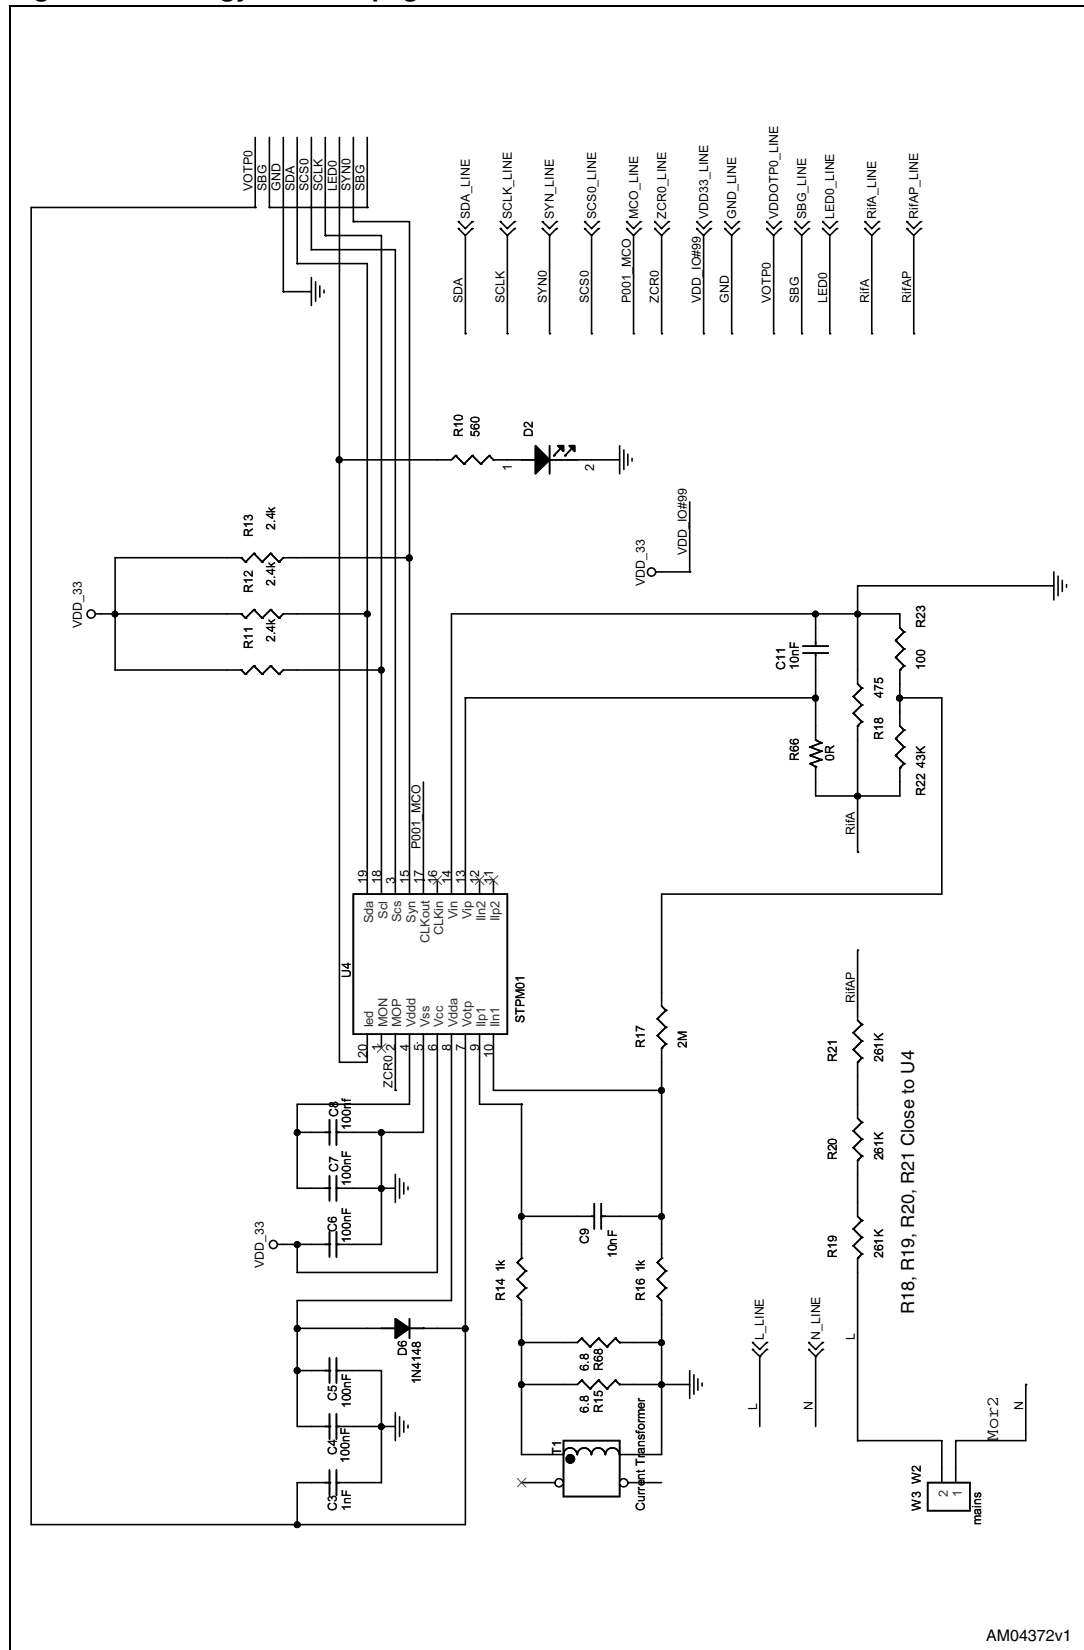 VOTP0
SBG
GND
SDA
SCS0
SCLK
LED0
SYN0
SBG
SDA SDA_LINE
SCLK SCLK_LINE
SYN0 SYN_LINE
SCS0 SCS0_LINE
P001_MCO MCO_LINE
ZCR0 ZCR0_LINE
VDD_IO#99 VDD33_LINE
GND GND_LINE
VOTP0 VDDOTP0_LINE
SBG SBG_LINE
LED0 LED0_LINE
RifA RifA_LINE
RifAP RifAP_LINE
R10
560
D2
1
2
VDD_33
R13
2.4k
R12
2.4k
R11
2.4k
VDD_33
VDD_IO#99
P001_MCO
U4
STPM01
19 Sda
18 Scl
3 Scs
15 Syn
17 CLKout
16 CLKin
14 Vin
13 Vip
12 IIn2
11 IIp2
20 led
1 MON
2 MOP
4 Vddd
5 Vss
6 Vcc
8 Vdda
7 Votp
9 IIp1
10 IIn1
ZCR0
C11
10nF
R66
0R
475
R18
R23
100
R22 43K
RifA
R17
2M
C8
100nf
C7
100nF
C6
100nF
VDD_33
D6
1N4148
C5
100nF
C4
100nF
C3
1nF
R14 1k
C9
10nF
R16 1k
6.8
R68
6.8
R15
T1
Current Transformer
RifAP
R21
261K
R20
261K
R19
261K
R18, R19, R20, R21 Close to U4
L L_LINE
N N_LINE
L
Mor2
N
W3 W2
2
1
mains
AM04372v1